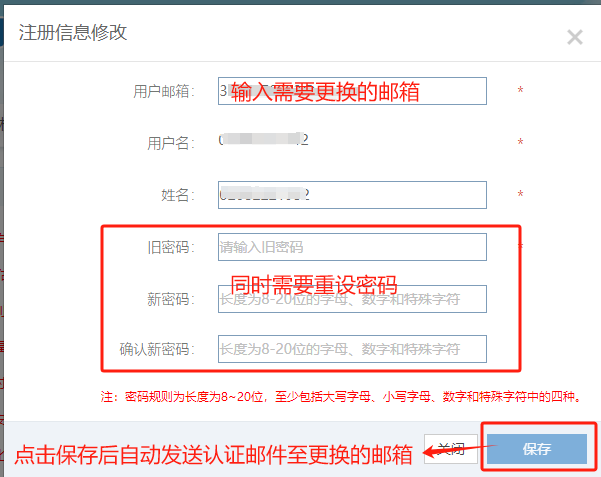 注册信息修改
用户邮箱：
输入需要更换的邮箱
*
用户名：
*
姓名：
*
旧密码：
请输入旧密码
*
同时需要重设密码
新密码：
长度为8-20位的字母、数字和特殊字符
确认新密码：
长度为8-20位的字母、数字和特殊字符
注：密码规则为长度为8~20位，至少包括大写字母、小写字母、数字和特殊字符中的四种。
点击保存后自动发送认证邮件至更换的邮箱
关闭
保存